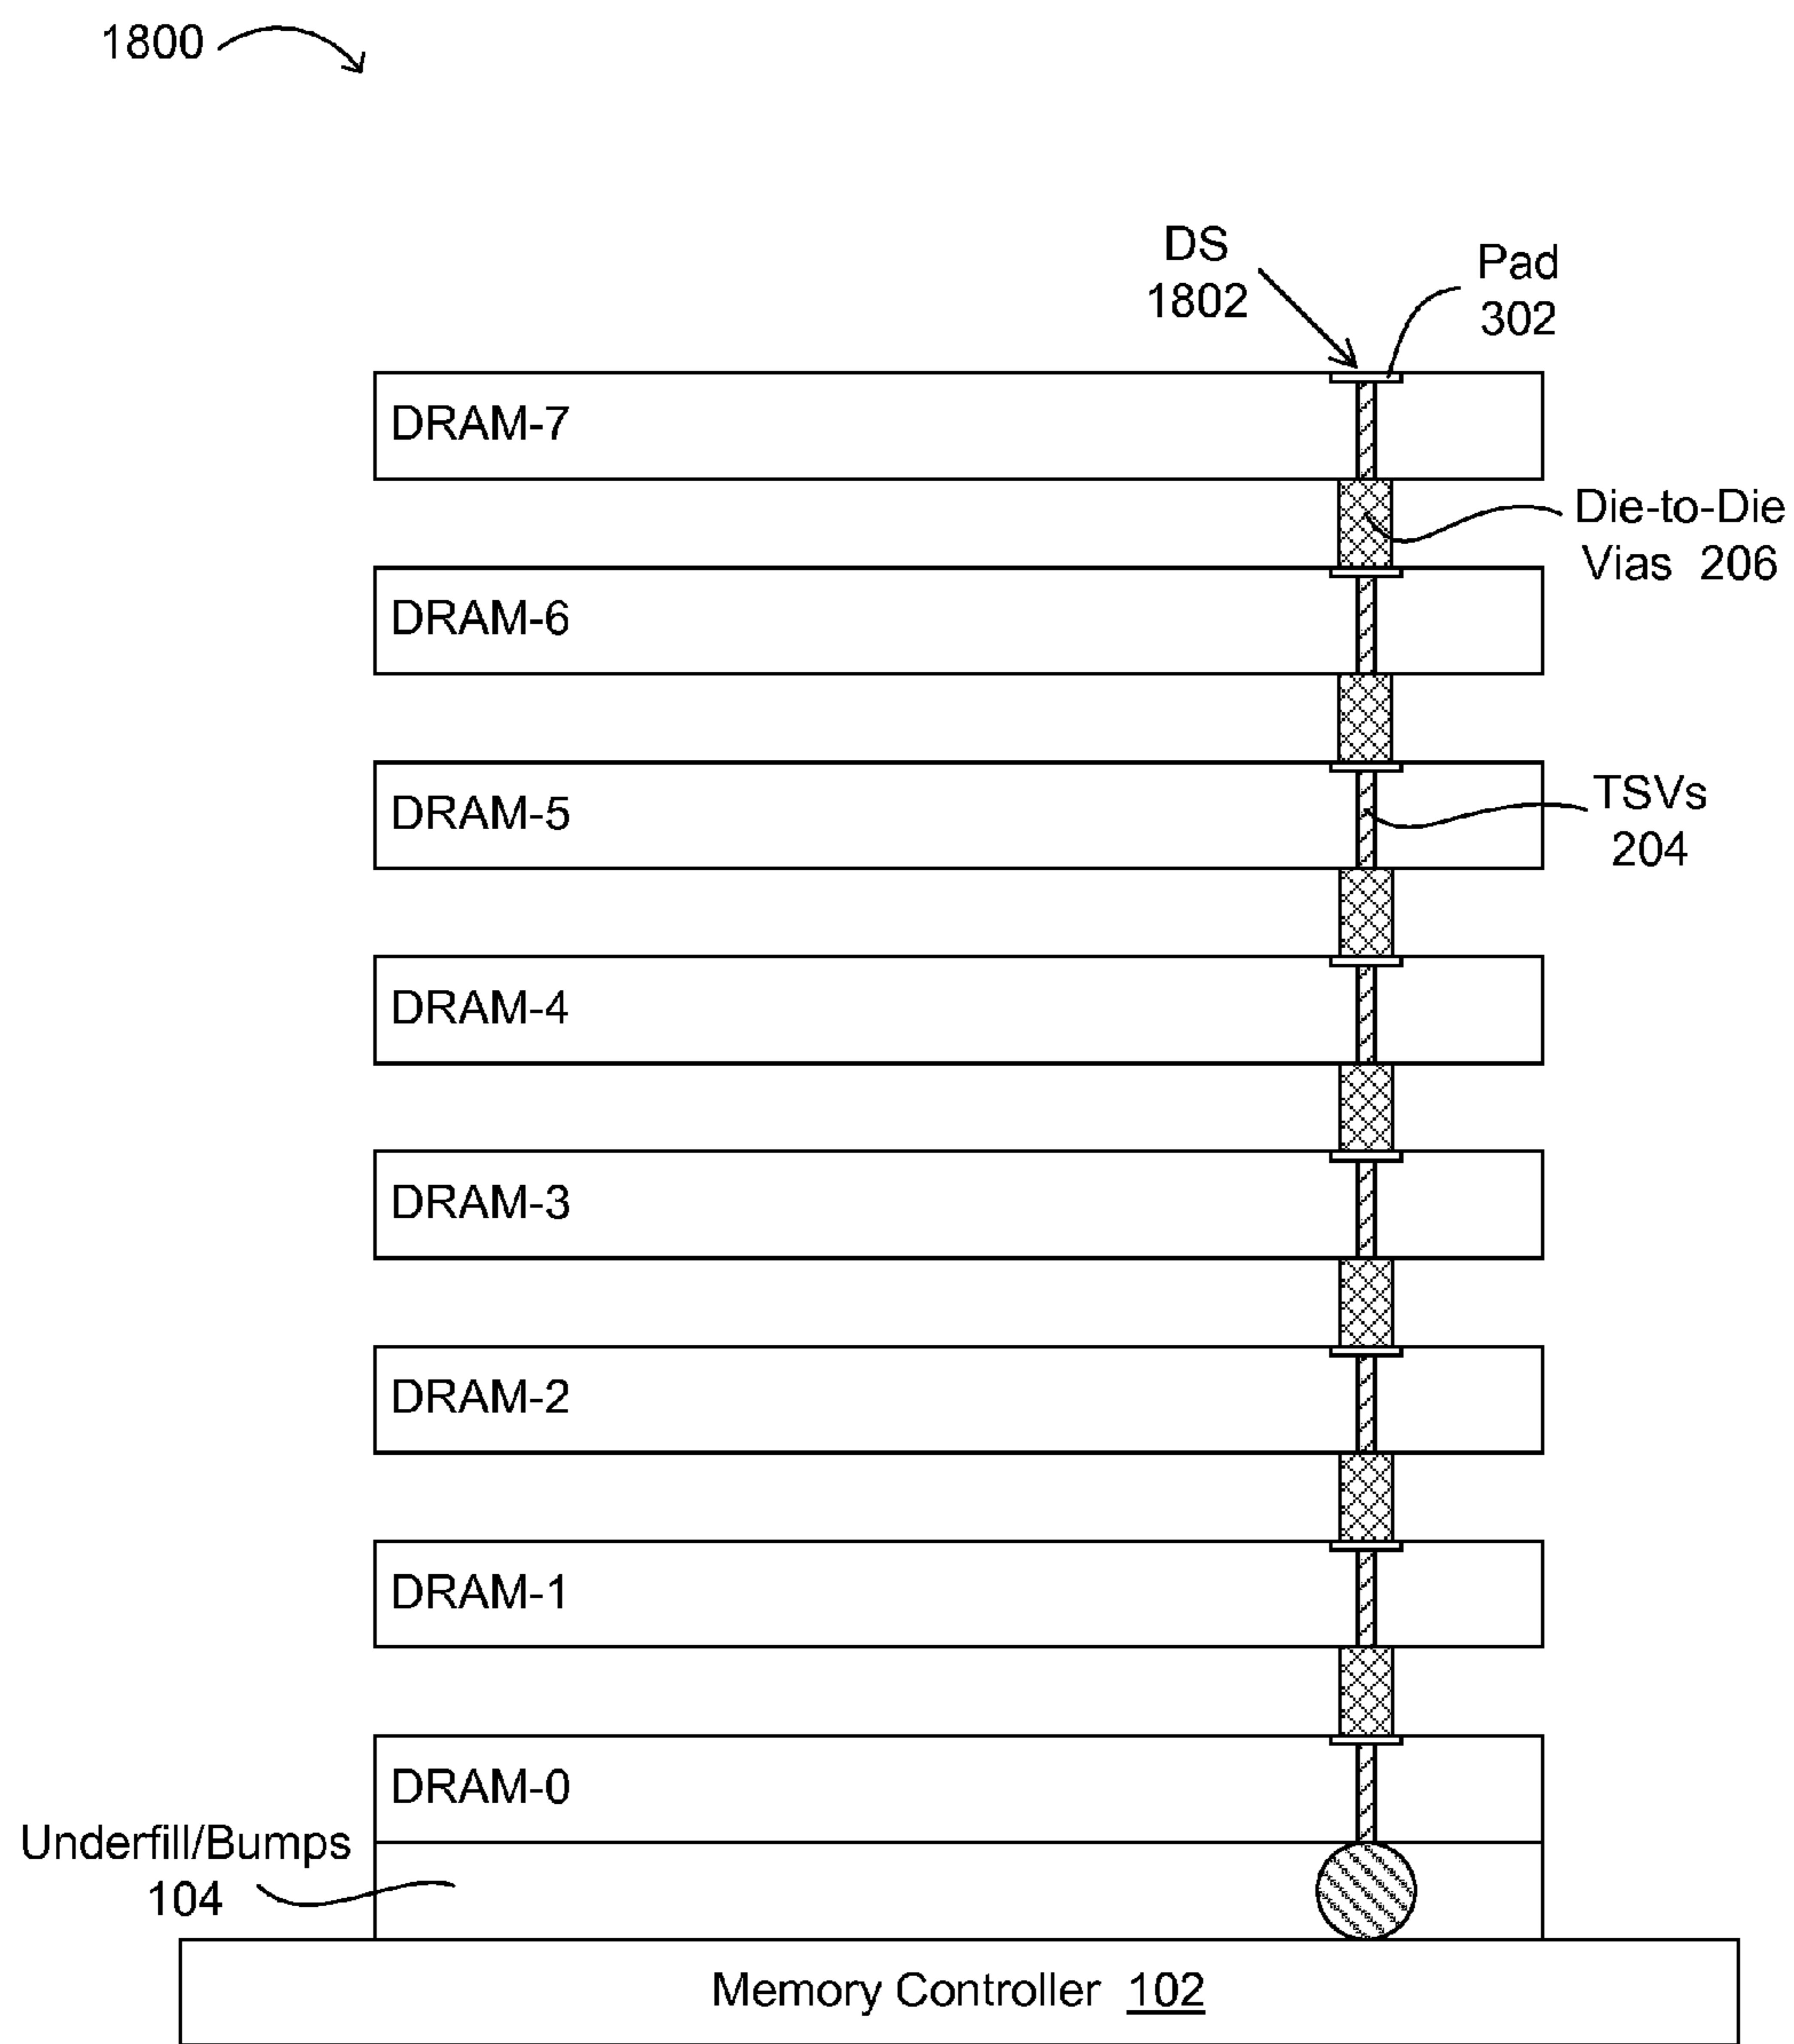 1800
DS
1802
Pad
302
DRAM-7
Die-to-Die
Vias 206
DRAM-6
DRAM-5
TSVs
204
DRAM-4
DRAM-3
DRAM-2
DRAM-1
DRAM-0
Underfill/Bumps
104
Memory Controller 102